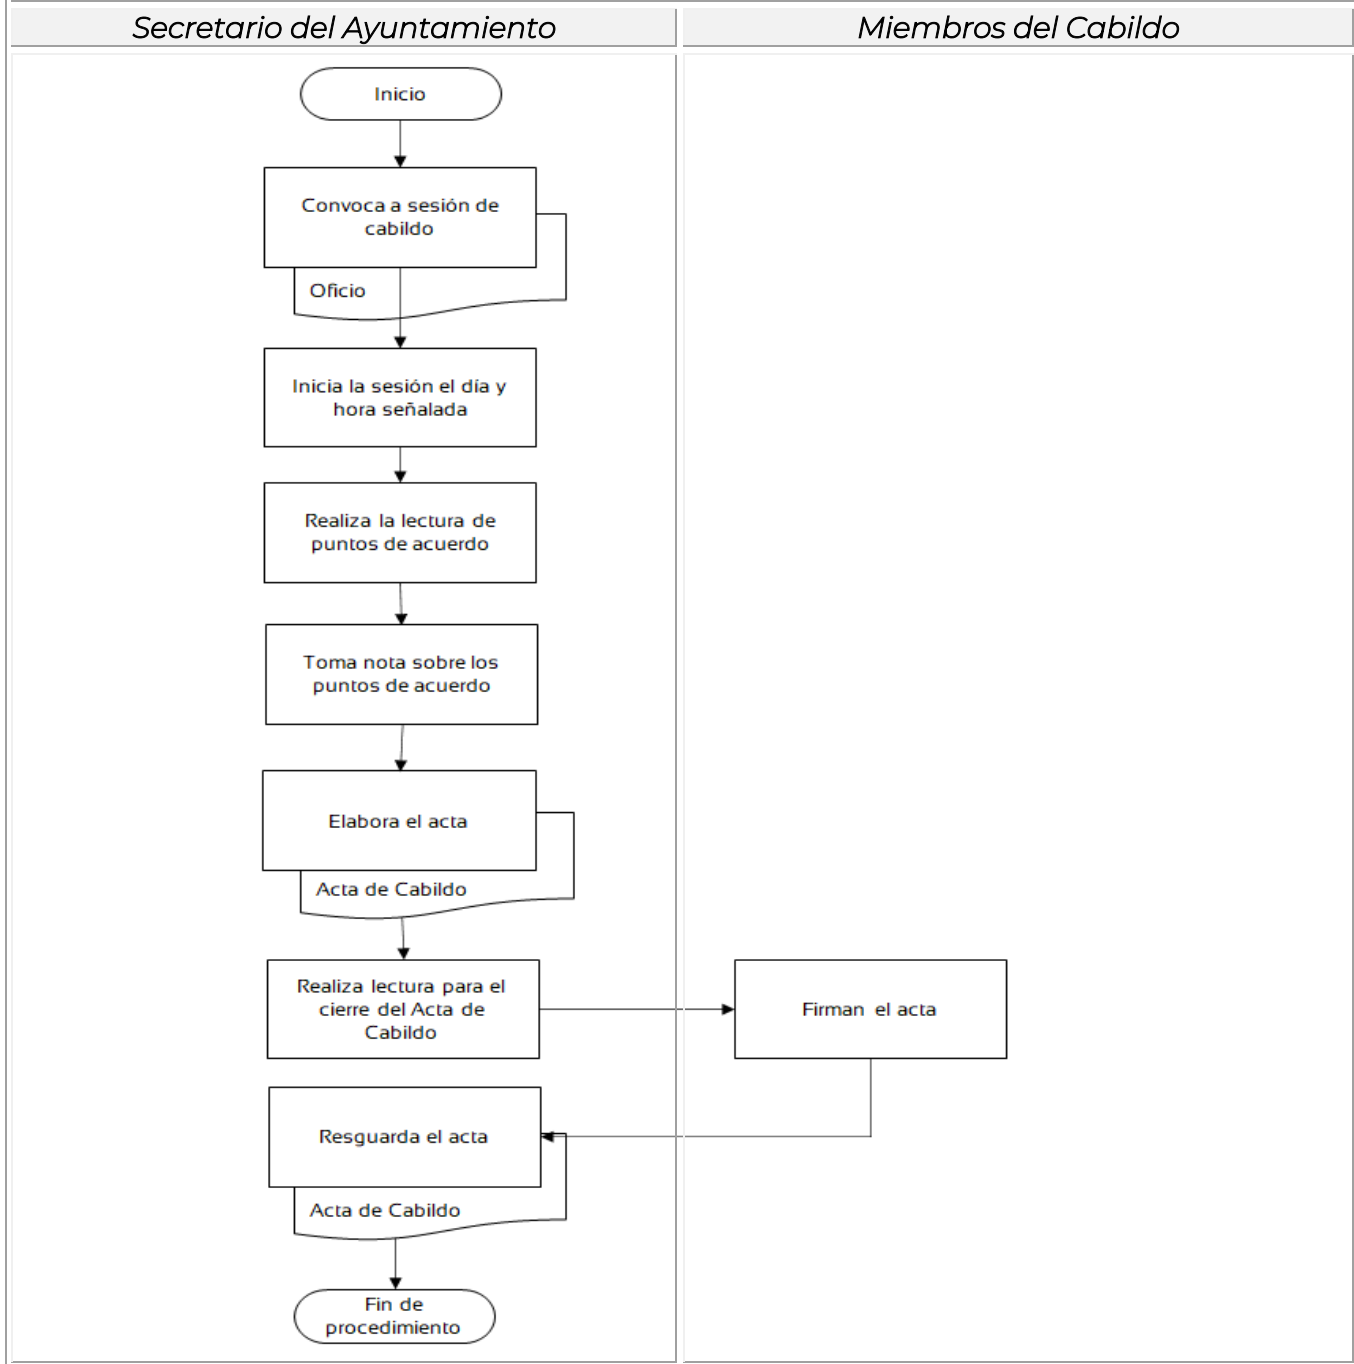 Secretario del Ayuntamiento
Miembros del Cabildo
Inicio
Convoca a sesión de
cabildo
Oficio
Inicia la sesión el día y
hora señalada
Realiza la lectura de
puntos de acuerdo
Toma nota sobre los
puntos de acuerdo
Elabora el acta
Acta de Cabildo
Realiza lectura para el
cierre del Acta de
Cabildo
Firman el acta
Resguarda el acta
Acta de Cabildo
Fin de
procedimiento